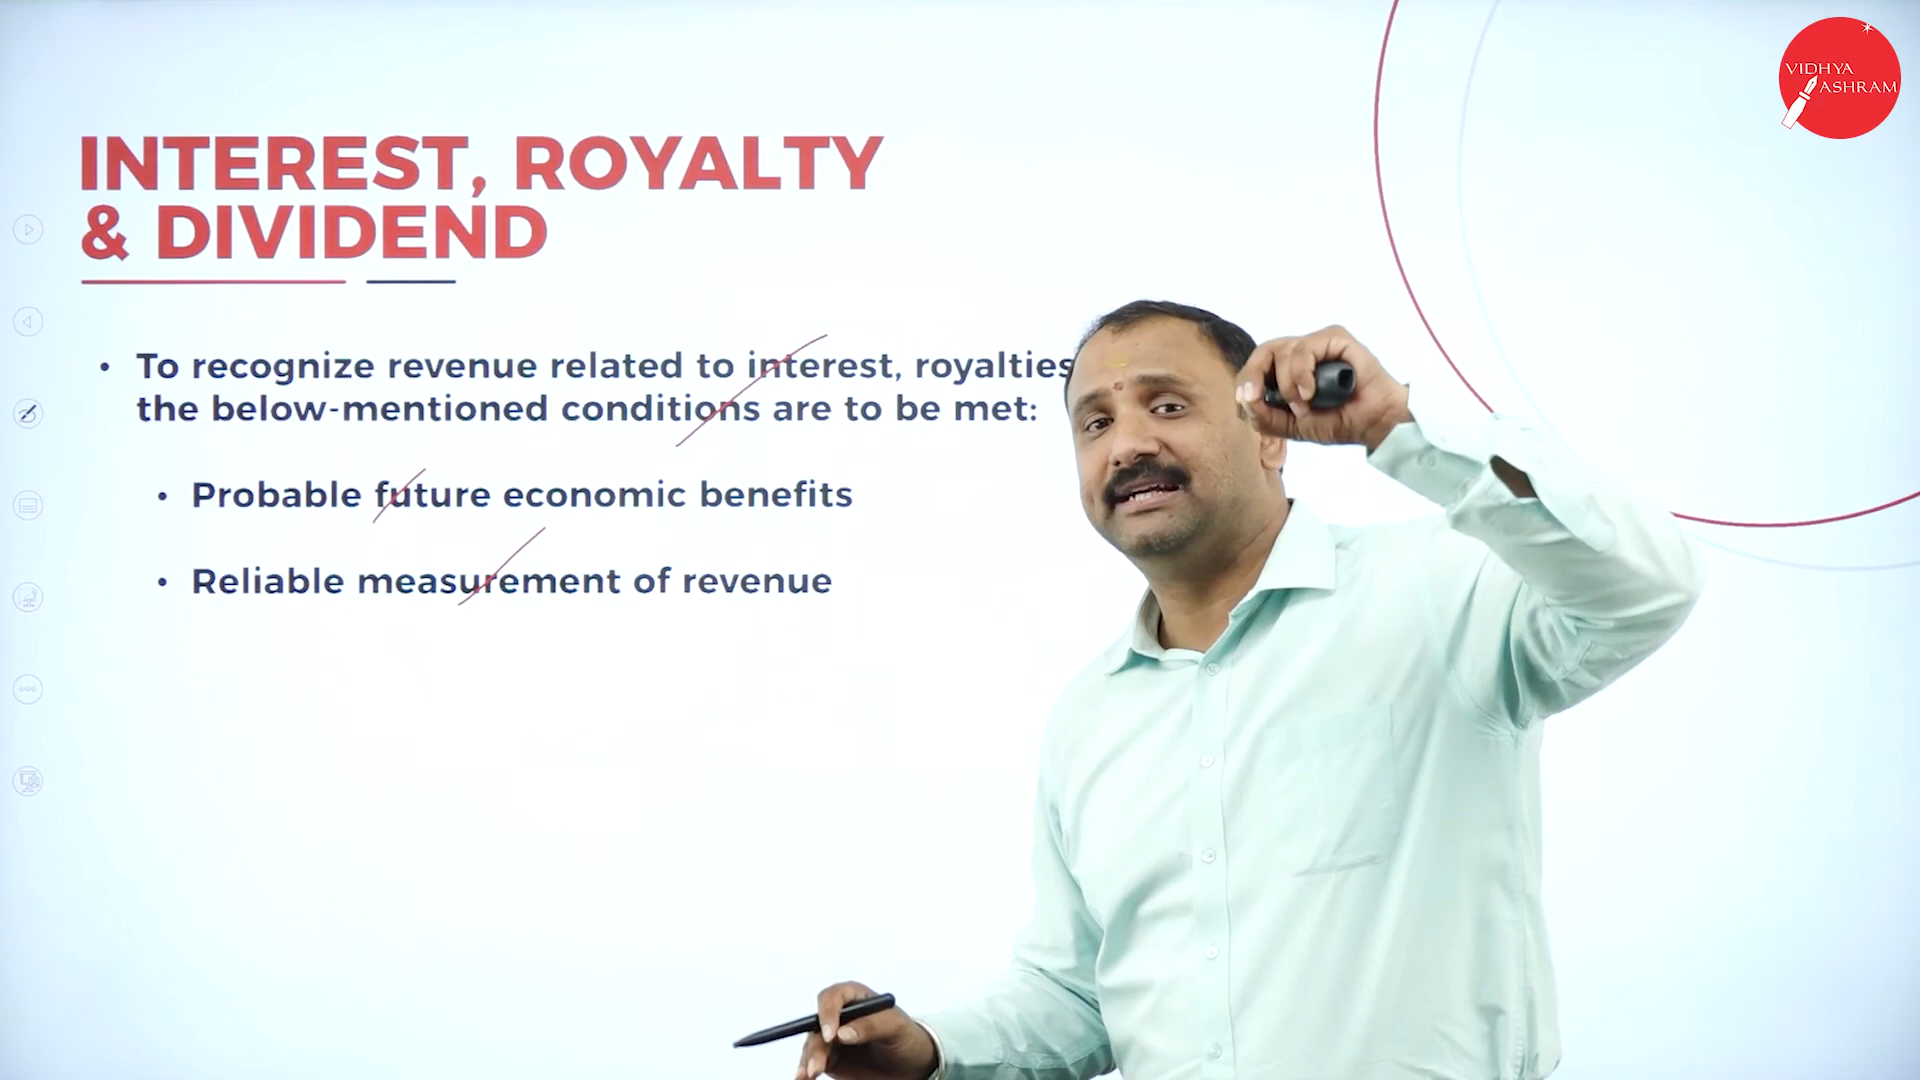 VIDHYA
ASHRAM
INTEREST, ROYALTY
& DIVIDEND
• To recognize revenue related to interest, royalties
the below-mentioned conditions are to be met:
• Probable future economic benefits
• Reliable measurement of revenue